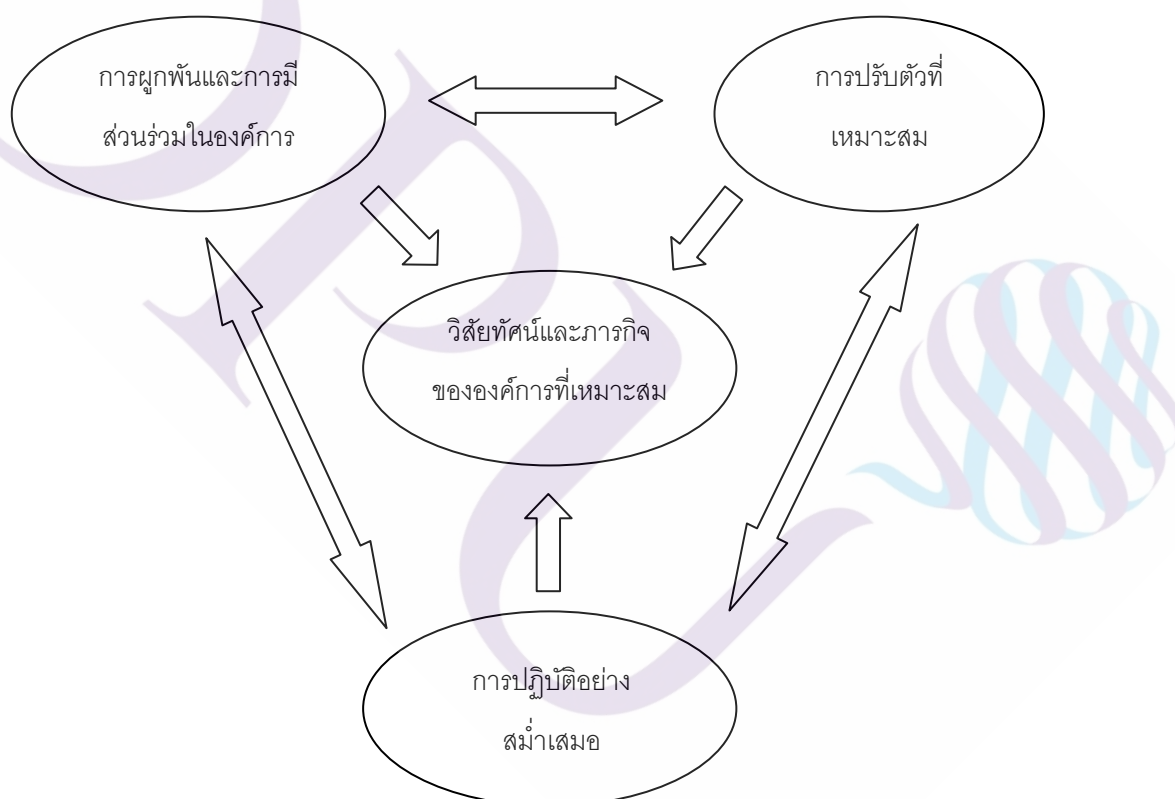 การผูกพันและการมี
ส่วนร่วมในองค์การ
การปรับตัวที่
เหมาะสม
วิสัยทัศน์และภารกิจ
ขององค์การที่เหมาะสม
การปฏิบัติอย่าง
สม่ำเสมอ